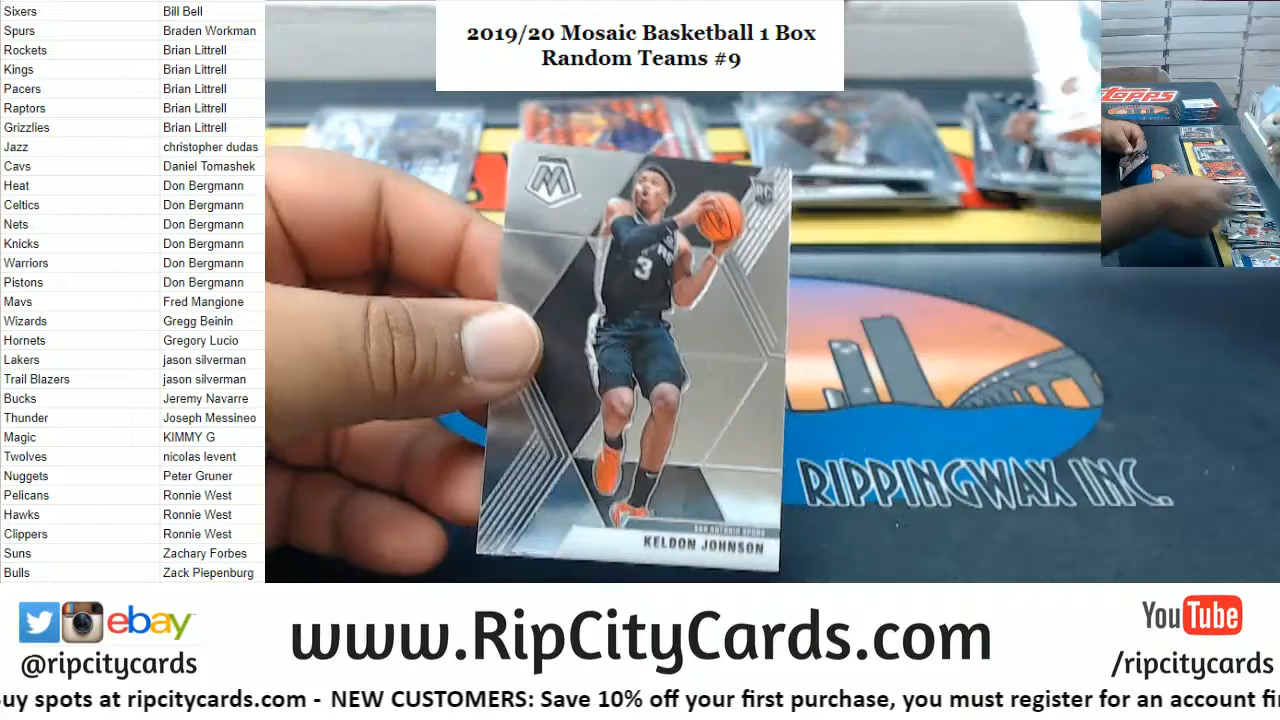 Sixers Bill Bell
Spurs Braden Workman
Rockets Brian Littrell
Kings Brian Littrell
Pacers Brian Littrell
Raptors Brian Littrell
Grizzlies Brian Littrell
Jazz christopher dudas
Cavs Daniel Tomashek
Heat Don Bergmann
Celtics Don Bergmann
Nets Don Bergmann
Knicks Don Bergmann
Warriors Don Bergmann
Pistons Don Bergmann
Mavs Fred Mangione
Wizards Gregg Beinin
Hornets Gregory Lucio
Lakers jason silverman
Trail Blazers jason silverman
Bucks Jeremy Navarre
Thunder Joseph Messineo
Magic KIMMY G
Twolves nicolas levent
Nuggets Peter Gruner
Pelicans Ronnie West
Hawks Ronnie West
Clippers Ronnie West
Suns Zachary Forbes
Bulls Zack Piepenburg
2019/20 Mosaic Basketball 1 Box
Random Teams #9
M
RC
3
SAN ANTONIO SPURS
KELDON JOHNSON
RIPPINGWAX INC.
TOPPS
ebay
@ripcitycards
www.RipCityCards.com
YouTube
/ripcitycards
uy spots at ripcitycards.com - NEW CUSTOMERS: Save 10% off your first purchase, you must register for an account fi